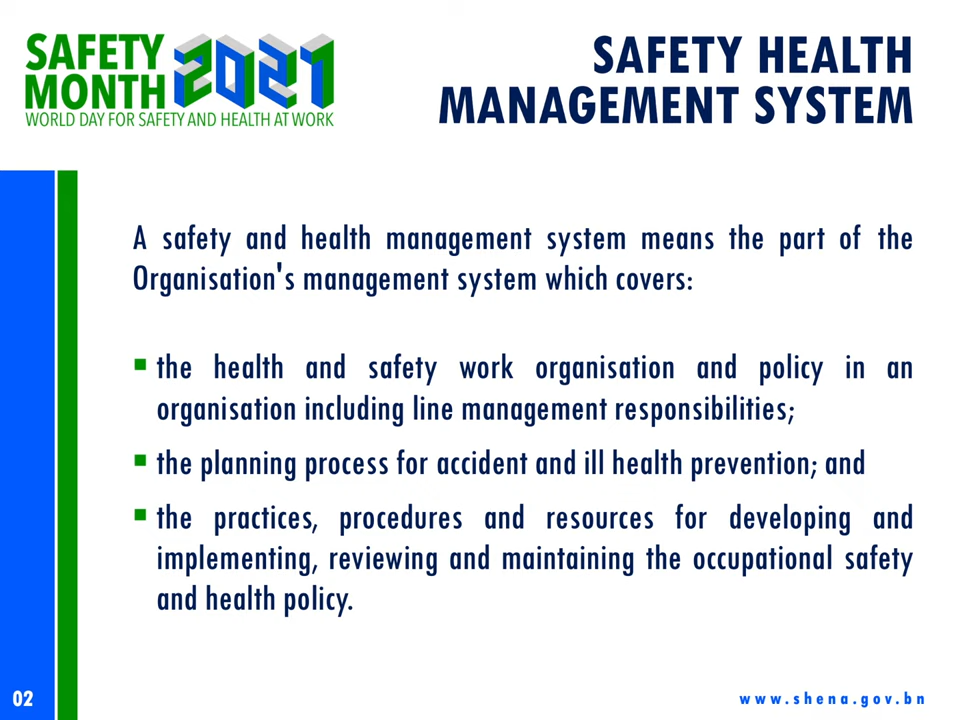 SAFETY
MONTH 2021
WORLD DAY FOR SAFETY AND HEALTH AT WORK
SAFETY HEALTH
MANAGEMENT SYSTEM
A safety and health management system means the part of the
Organisation's management system which covers:
▪ the health and safety work organisation and policy in an
organisation including line management responsibilities;
▪ the planning process for accident and ill health prevention; and
▪ the practices, procedures and resources for developing and
implementing, reviewing and maintaining the occupational safety
and health policy.
02
www.shena.gov.bn